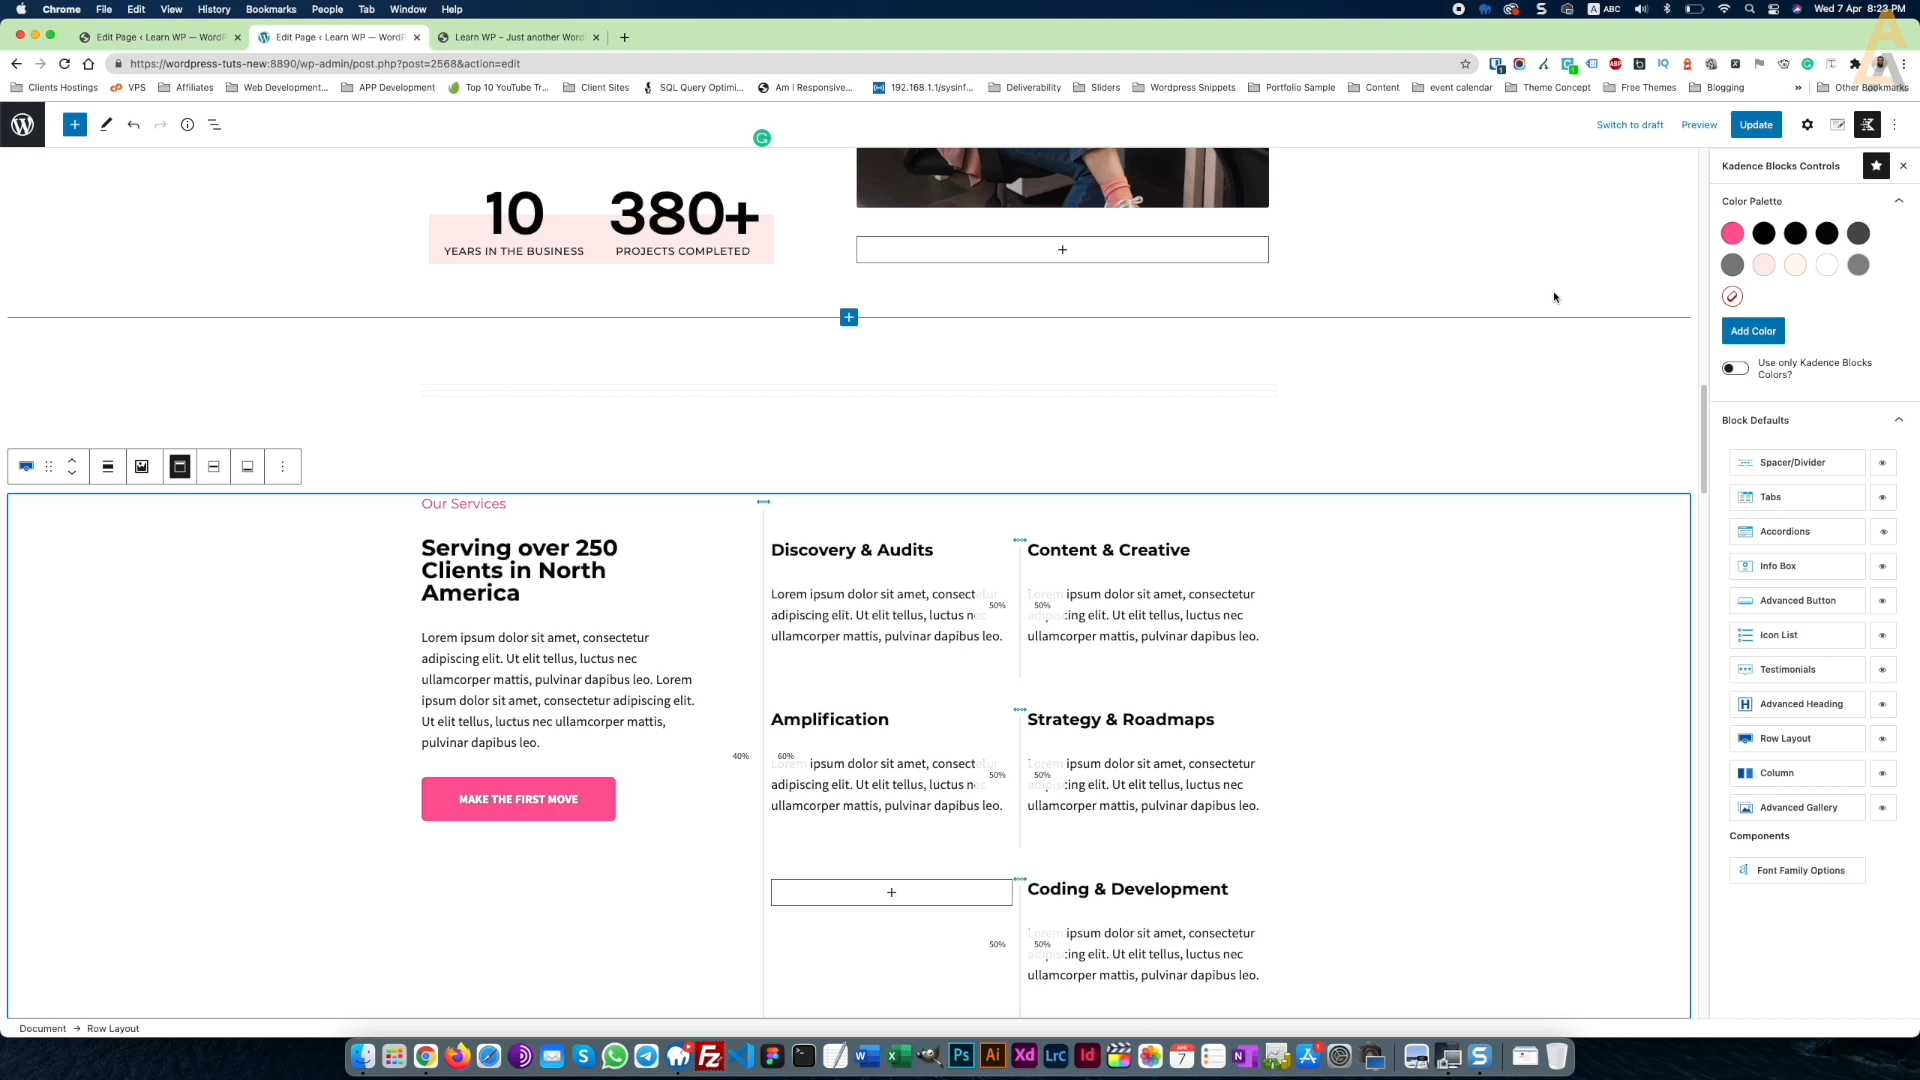 Chrome File Edit View History Bookmarks People Tab Window Help
ABC Wed 7 Apr 8:23 PM
Edit Page ‹ Learn WP — WordP
Edit Page ‹ Learn WP — WordP
Learn WP – Just another Word
https://wordpress-tuts-new:8890/wp-admin/post.php?post=2568&action=edit
Clients Hostings VPS Affiliates Web Development... APP Development Top 10 YouTube Tr... Client Sites SQL Query Optimi... Am I Responsive... 192.168.1.1/sysinf... Deliverability Sliders Wordpress Snippets Portfolio Sample Content event calendar Theme Concept Free Themes Blogging » Other Bookmarks
Switch to draft Preview Update
Kadence Blocks Controls
Color Palette
Add Color
Use only Kadence Blocks
Colors?
Block Defaults
Spacer/Divider
Tabs
Accordions
Info Box
Advanced Button
Icon List
Testimonials
Advanced Heading
Row Layout
Column
Advanced Gallery
Components
Font Family Options
10 380+
YEARS IN THE BUSINESS PROJECTS COMPLETED
Our Services
Serving over 250
Clients in North
America
Lorem ipsum dolor sit amet, consectetur
adipiscing elit. Ut elit tellus, luctus nec
ullamcorper mattis, pulvinar dapibus leo. Lorem
ipsum dolor sit amet, consectetur adipiscing elit.
Ut elit tellus, luctus nec ullamcorper mattis,
pulvinar dapibus leo.
MAKE THE FIRST MOVE
40% 60%
Discovery & Audits
Lorem ipsum dolor sit amet, consectetur
adipiscing elit. Ut elit tellus, luctus nec
ullamcorper mattis, pulvinar dapibus leo.
50% 50%
Content & Creative
Lorem ipsum dolor sit amet, consectetur
adipiscing elit. Ut elit tellus, luctus nec
ullamcorper mattis, pulvinar dapibus leo.
Amplification
Lorem ipsum dolor sit amet, consectetur
adipiscing elit. Ut elit tellus, luctus nec
ullamcorper mattis, pulvinar dapibus leo.
50% 50%
Strategy & Roadmaps
Lorem ipsum dolor sit amet, consectetur
adipiscing elit. Ut elit tellus, luctus nec
ullamcorper mattis, pulvinar dapibus leo.
50% 50%
Coding & Development
Lorem ipsum dolor sit amet, consectetur
adipiscing elit. Ut elit tellus, luctus nec
ullamcorper mattis, pulvinar dapibus leo.
Document → Row Layout